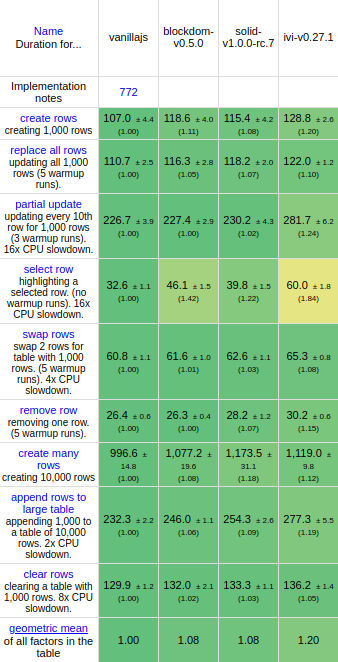 Name
Duration for...
vanillajs
blockdom-
v0.5.0
solid-
v1.0.0-rc.7
ivi-v0.27.1
Implementation
notes
772
create rows
creating 1,000 rows
107.0 ± 4.4
(1.00)
118.6 ± 4.0
(1.11)
115.4 ± 4.2
(1.08)
128.8 ± 2.6
(1.20)
replace all rows
updating all 1,000
rows (5 warmup
runs).
110.7 ± 2.5
(1.00)
116.3 ± 2.8
(1.05)
118.2 ± 2.0
(1.07)
122.0 ± 1.2
(1.10)
partial update
updating every 10th
row for 1,000 rows
(3 warmup runs).
16x CPU slowdown.
226.7 ± 3.9
(1.00)
227.4 ± 2.9
(1.00)
230.2 ± 4.3
(1.02)
281.7 ± 6.2
(1.24)
select row
highlighting a
selected row. (no
warmup runs). 16x
CPU slowdown.
32.6 ± 1.1
(1.00)
46.1 ± 1.5
(1.42)
39.8 ± 1.5
(1.22)
60.0 ± 1.8
(1.84)
swap rows
swap 2 rows for
table with 1,000
rows. (5 warmup
runs). 4x CPU
slowdown.
60.8 ± 1.1
(1.00)
61.6 ± 1.0
(1.01)
62.6 ± 1.1
(1.03)
65.3 ± 0.8
(1.08)
remove row
removing one row.
(5 warmup runs).
26.4 ± 0.6
(1.00)
26.3 ± 0.4
(1.00)
28.2 ± 1.2
(1.07)
30.2 ± 0.6
(1.15)
create many
rows
creating 10,000 rows
996.6 ±
14.8
(1.00)
1,077.2 ±
19.6
(1.08)
1,173.5 ±
31.1
(1.18)
1,119.0 ±
9.8
(1.12)
append rows to
large table
appending 1,000 to
a table of 10,000
rows. 2x CPU
slowdown.
232.3 ± 2.2
(1.00)
246.0 ± 1.1
(1.06)
254.3 ± 2.6
(1.09)
277.3 ± 5.5
(1.19)
clear rows
clearing a table with
1,000 rows. 8x CPU
slowdown.
129.9 ± 1.2
(1.00)
132.0 ± 2.1
(1.02)
133.3 ± 1.1
(1.03)
136.2 ± 1.4
(1.05)
geometric mean
of all factors in the
table
1.00
1.08
1.08
1.20